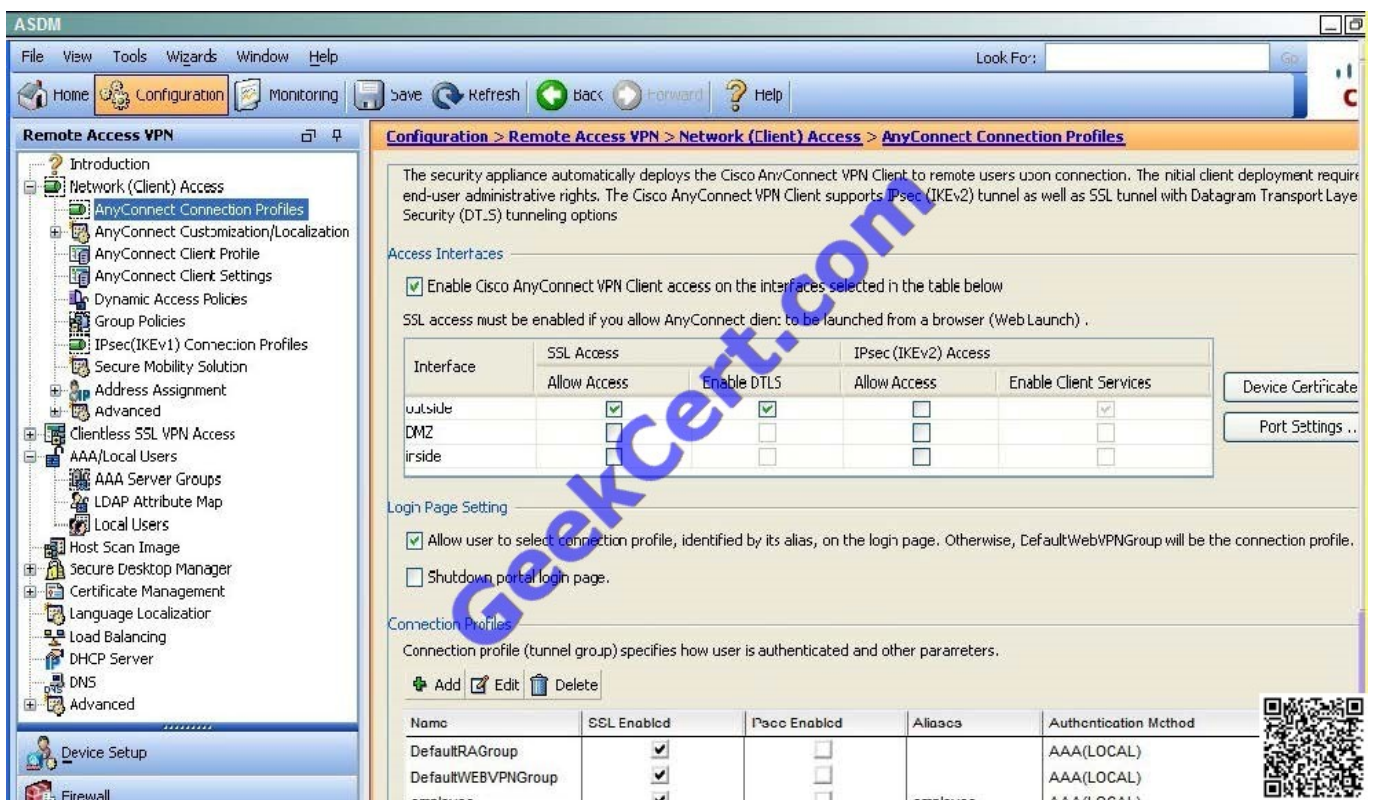 ASDM
File View Tools Wizards Window Help
Look For:
Go
Home Configuration Monitoring Save Refresh Back Forward Help
Remote Access VPN
Introduction
Network (Client) Access
AnyConnect Connection Profiles
AnyConnect Customization/Localization
AnyConnect Client Profile
AnyConnect Client Settings
Dynamic Access Policies
Group Policies
IPsec(IKEv1) Connection Profiles
Secure Mobility Solution
Address Assignment
Advanced
Clientless SSL VPN Access
AAA/Local Users
AAA Server Groups
LDAP Attribute Map
Local Users
Host Scan Image
Secure Desktop Manager
Certificate Management
Language Localization
Load Balancing
DHCP Server
DNS
Advanced
Device Setup
Firewall
Configuration > Remote Access VPN > Network (Client) Access > AnyConnect Connection Profiles
The security appliance automatically deploys the Cisco AnyConnect VPN Client to remote users upon connection. The initial client deployment require
end-user administrative rights. The Cisco AnyConnect VPN Client supports IPsec (IKEv2) tunnel as well as SSL tunnel with Datagram Transport Laye
Security (DTLS) tunneling options
Access Interfaces
Enable Cisco AnyConnect VPN Client access on the interfaces selected in the table below
SSL access must be enabled if you allow AnyConnect client to be launched from a browser (Web Launch) .
Interface SSL Access IPsec (IKEv2) Access
Allow Access Enable DTLS Allow Access Enable Client Services
outside
DMZ
inside
Device Certificate
Port Settings ..
Login Page Setting
Allow user to select connection profile, identified by its alias, on the login page. Otherwise, DefaultWebVPNGroup will be the connection profile.
Shutdown portal login page.
Connection Profiles
Connection profile (tunnel group) specifies how user is authenticated and other parameters.
Add Edit Delete
Name SSL Enabled IPsec Enabled Aliases Authentication Method
DefaultRAGroup AAA(LOCAL)
DefaultWEBVPNGroup AAA(LOCAL)
employee employee AAA(LOCAL)
GeekCert.com